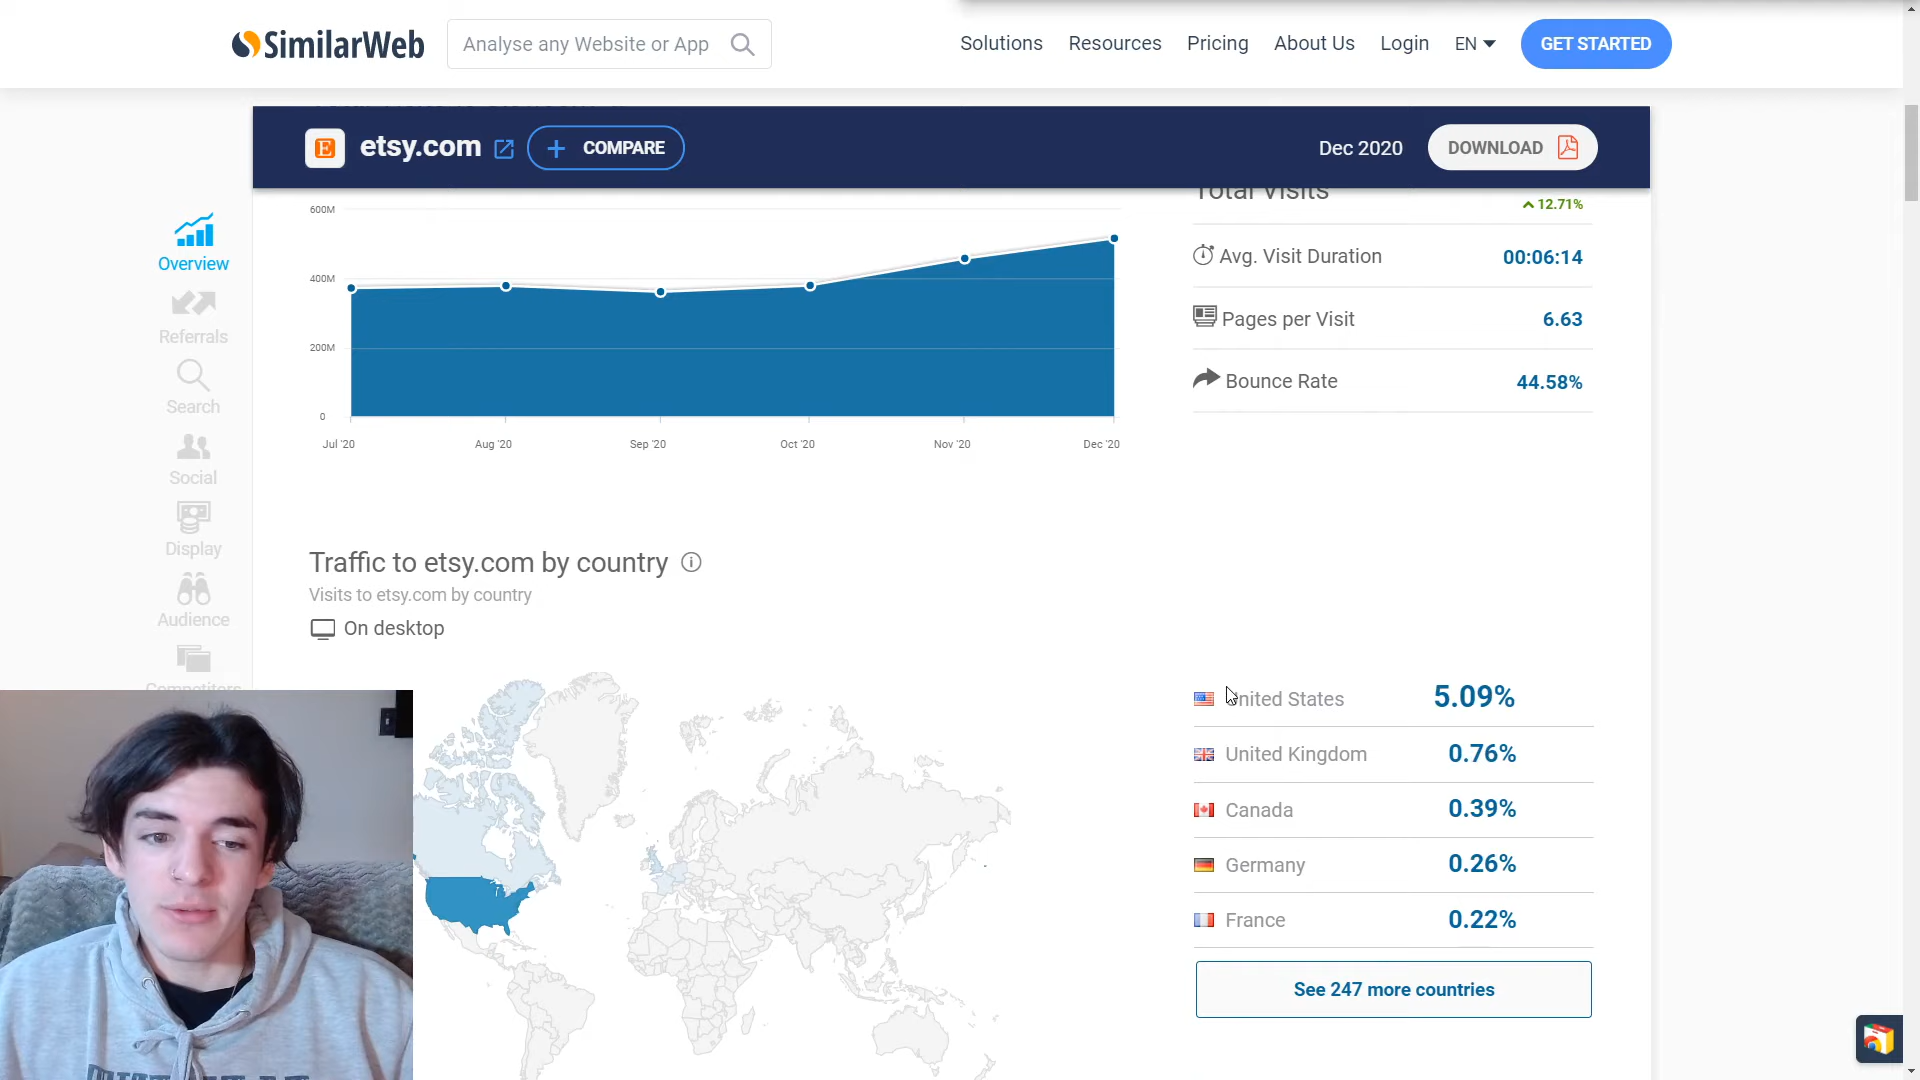 SimilarWeb
Analyse any Website or App
Solutions
Resources
Pricing
About Us
Login
EN
GET STARTED
E
etsy.com
COMPARE
Dec 2020
DOWNLOAD
Total Visits
12.71%
600M
400M
200M
0
Jul '20
Aug '20
Sep '20
Oct '20
Nov '20
Dec '20
Avg. Visit Duration
00:06:14
Pages per Visit
6.63
Bounce Rate
44.58%
Overview
Referrals
Search
Social
Display
Audience
Competitors
Traffic to etsy.com by country
Visits to etsy.com by country
On desktop
United States
5.09%
United Kingdom
0.76%
Canada
0.39%
Germany
0.26%
France
0.22%
See 247 more countries